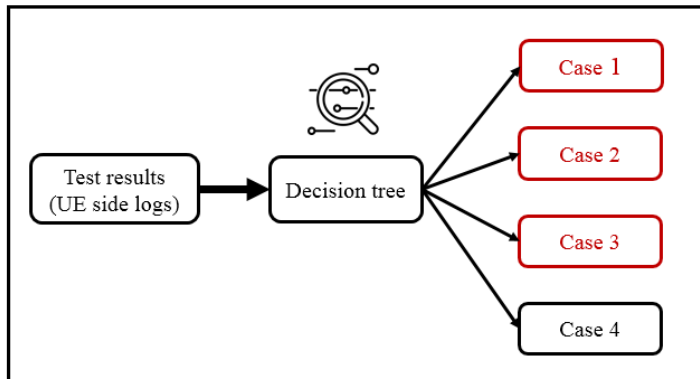 Test results
(UE side logs)
Decision tree
Case 1
Case 2
Case 3
Case 4